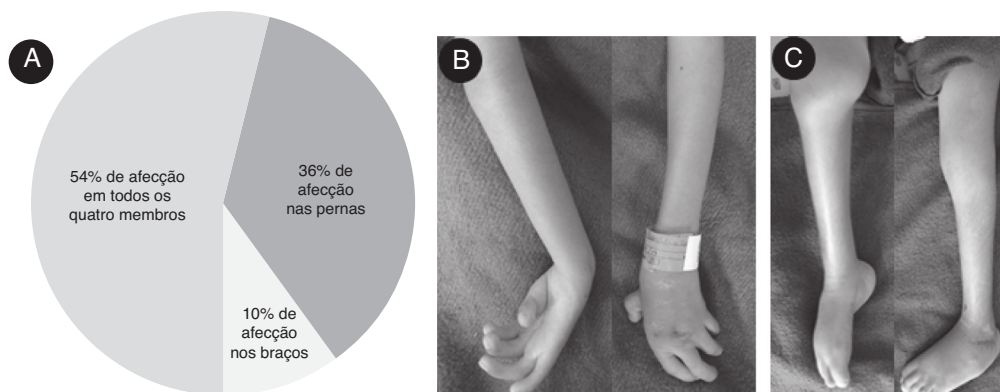 A
54% de afecção
em todos os
quatro membros
36% de
afecção
nas pernas
10% de
afecção
nos braços
B
C